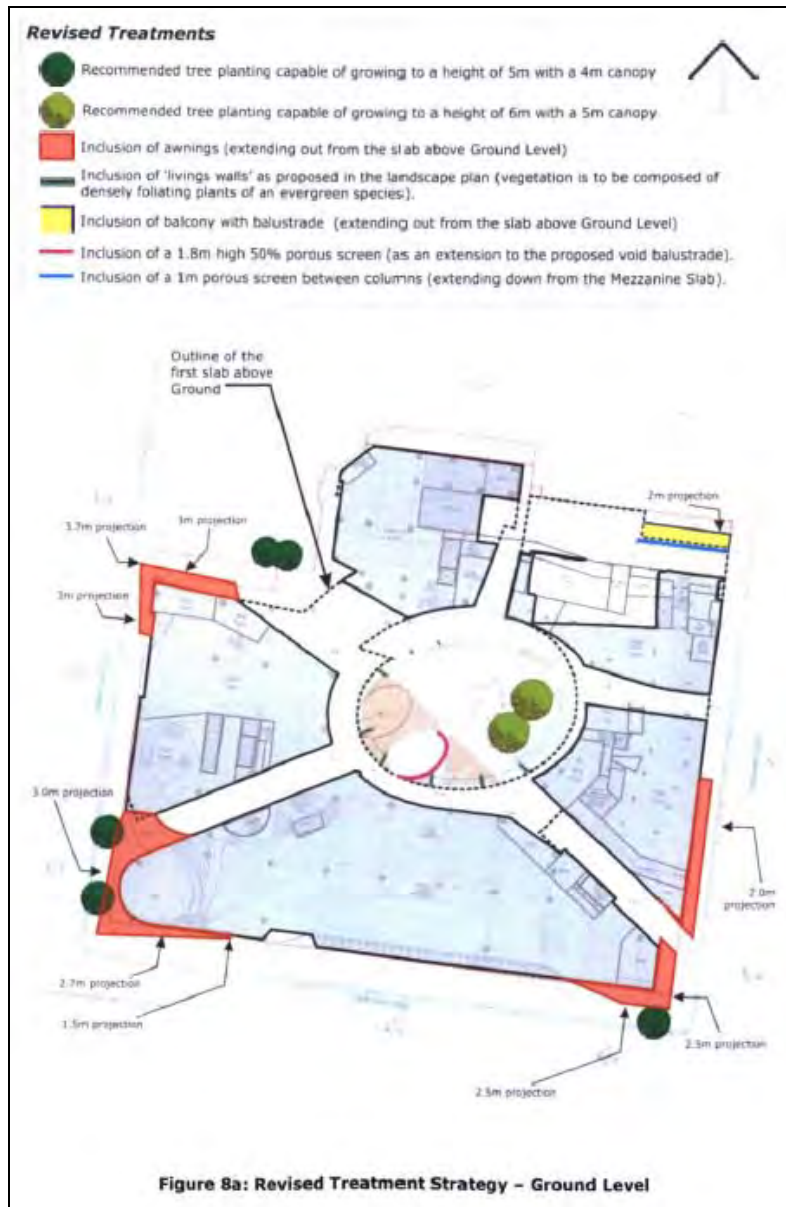 Revised Treatments
Recommended tree planting capable of growing to a height of 5m with a 4m canopy
Recommended tree planting capable of growing to a height of 6m with a 5m canopy
Inclusion of awnings (extending out from the slab above Ground Level)
Inclusion of 'livings walls' as proposed in the landscape plan (vegetation is to be composed of
densely foliating plants of an evergreen species).
Inclusion of balcony with balustrade (extending out from the slab above Ground Level)
Inclusion of a 1.8m high 50% porous screen (as an extension to the proposed void balustrade).
Inclusion of a 1m porous screen between columns (extending down from the Mezzanine Slab).
Outline of the
first slab above
Ground
2m projection
3.7m projection
3m projection
3m projection
3.0m projection
2.0m
projection
2.7m projection
1.5m projection
2.5m projection
2.5m projection
Figure 8a: Revised Treatment Strategy – Ground Level